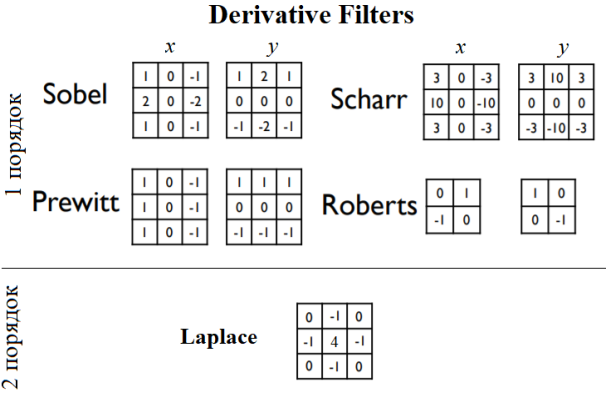 Derivative Filters
1 порядок
x y
Sobel
1 0 -1
2 0 -2
1 0 -1
1 2 1
0 0 0
-1 -2 -1
x y
Scharr
3 0 -3
10 0 -10
3 0 -3
3 10 3
0 0 0
-3 -10 -3
Prewitt
1 0 -1
1 0 -1
1 0 -1
1 1 1
0 0 0
-1 -1 -1
Roberts
0 1
-1 0
1 0
0 -1
2 порядок
Laplace
0 -1 0
-1 4 -1
0 -1 0